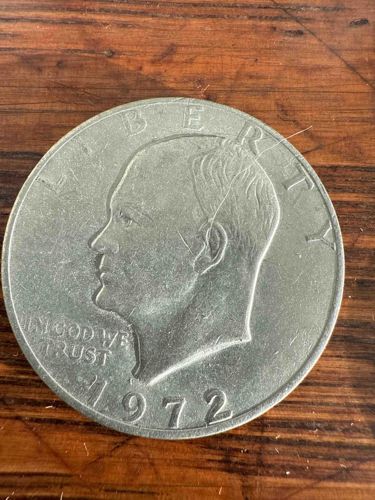 LIBERTY
IN GOD WE
TRUST
1972